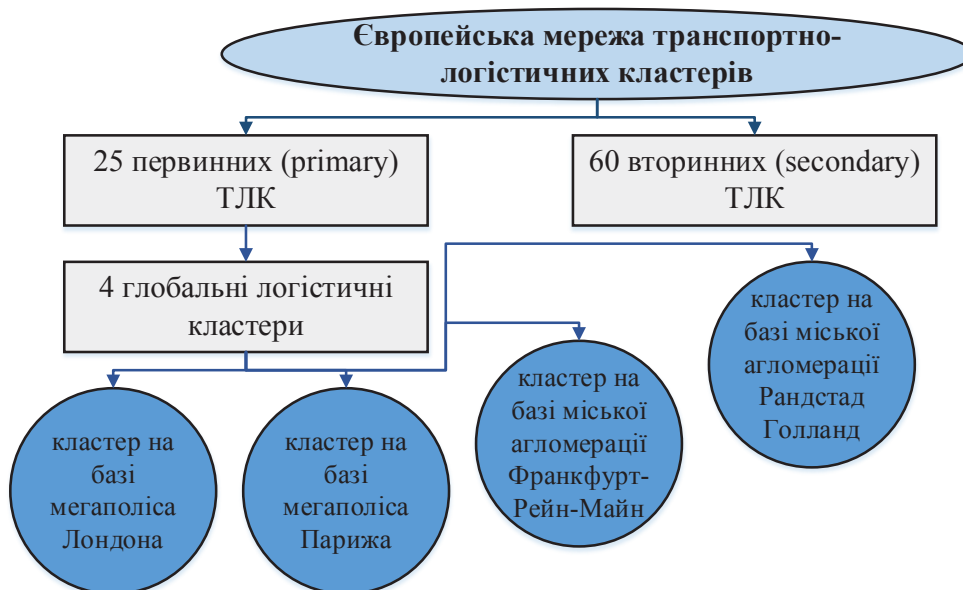 Європейська мережа транспортно-
логістичних кластерів
25 первинних (primary)
ТЛК
60 вторинних (secondary)
ТЛК
4 глобальні логістичні
кластери
кластер на
базі
мегаполіса
Лондона
кластер на
базі
мегаполіса
Парижа
кластер на
базі міської
агломерації
Франкфурт-
Рейн-Майн
кластер на
базі міської
агломерації
Рандстад
Голланд